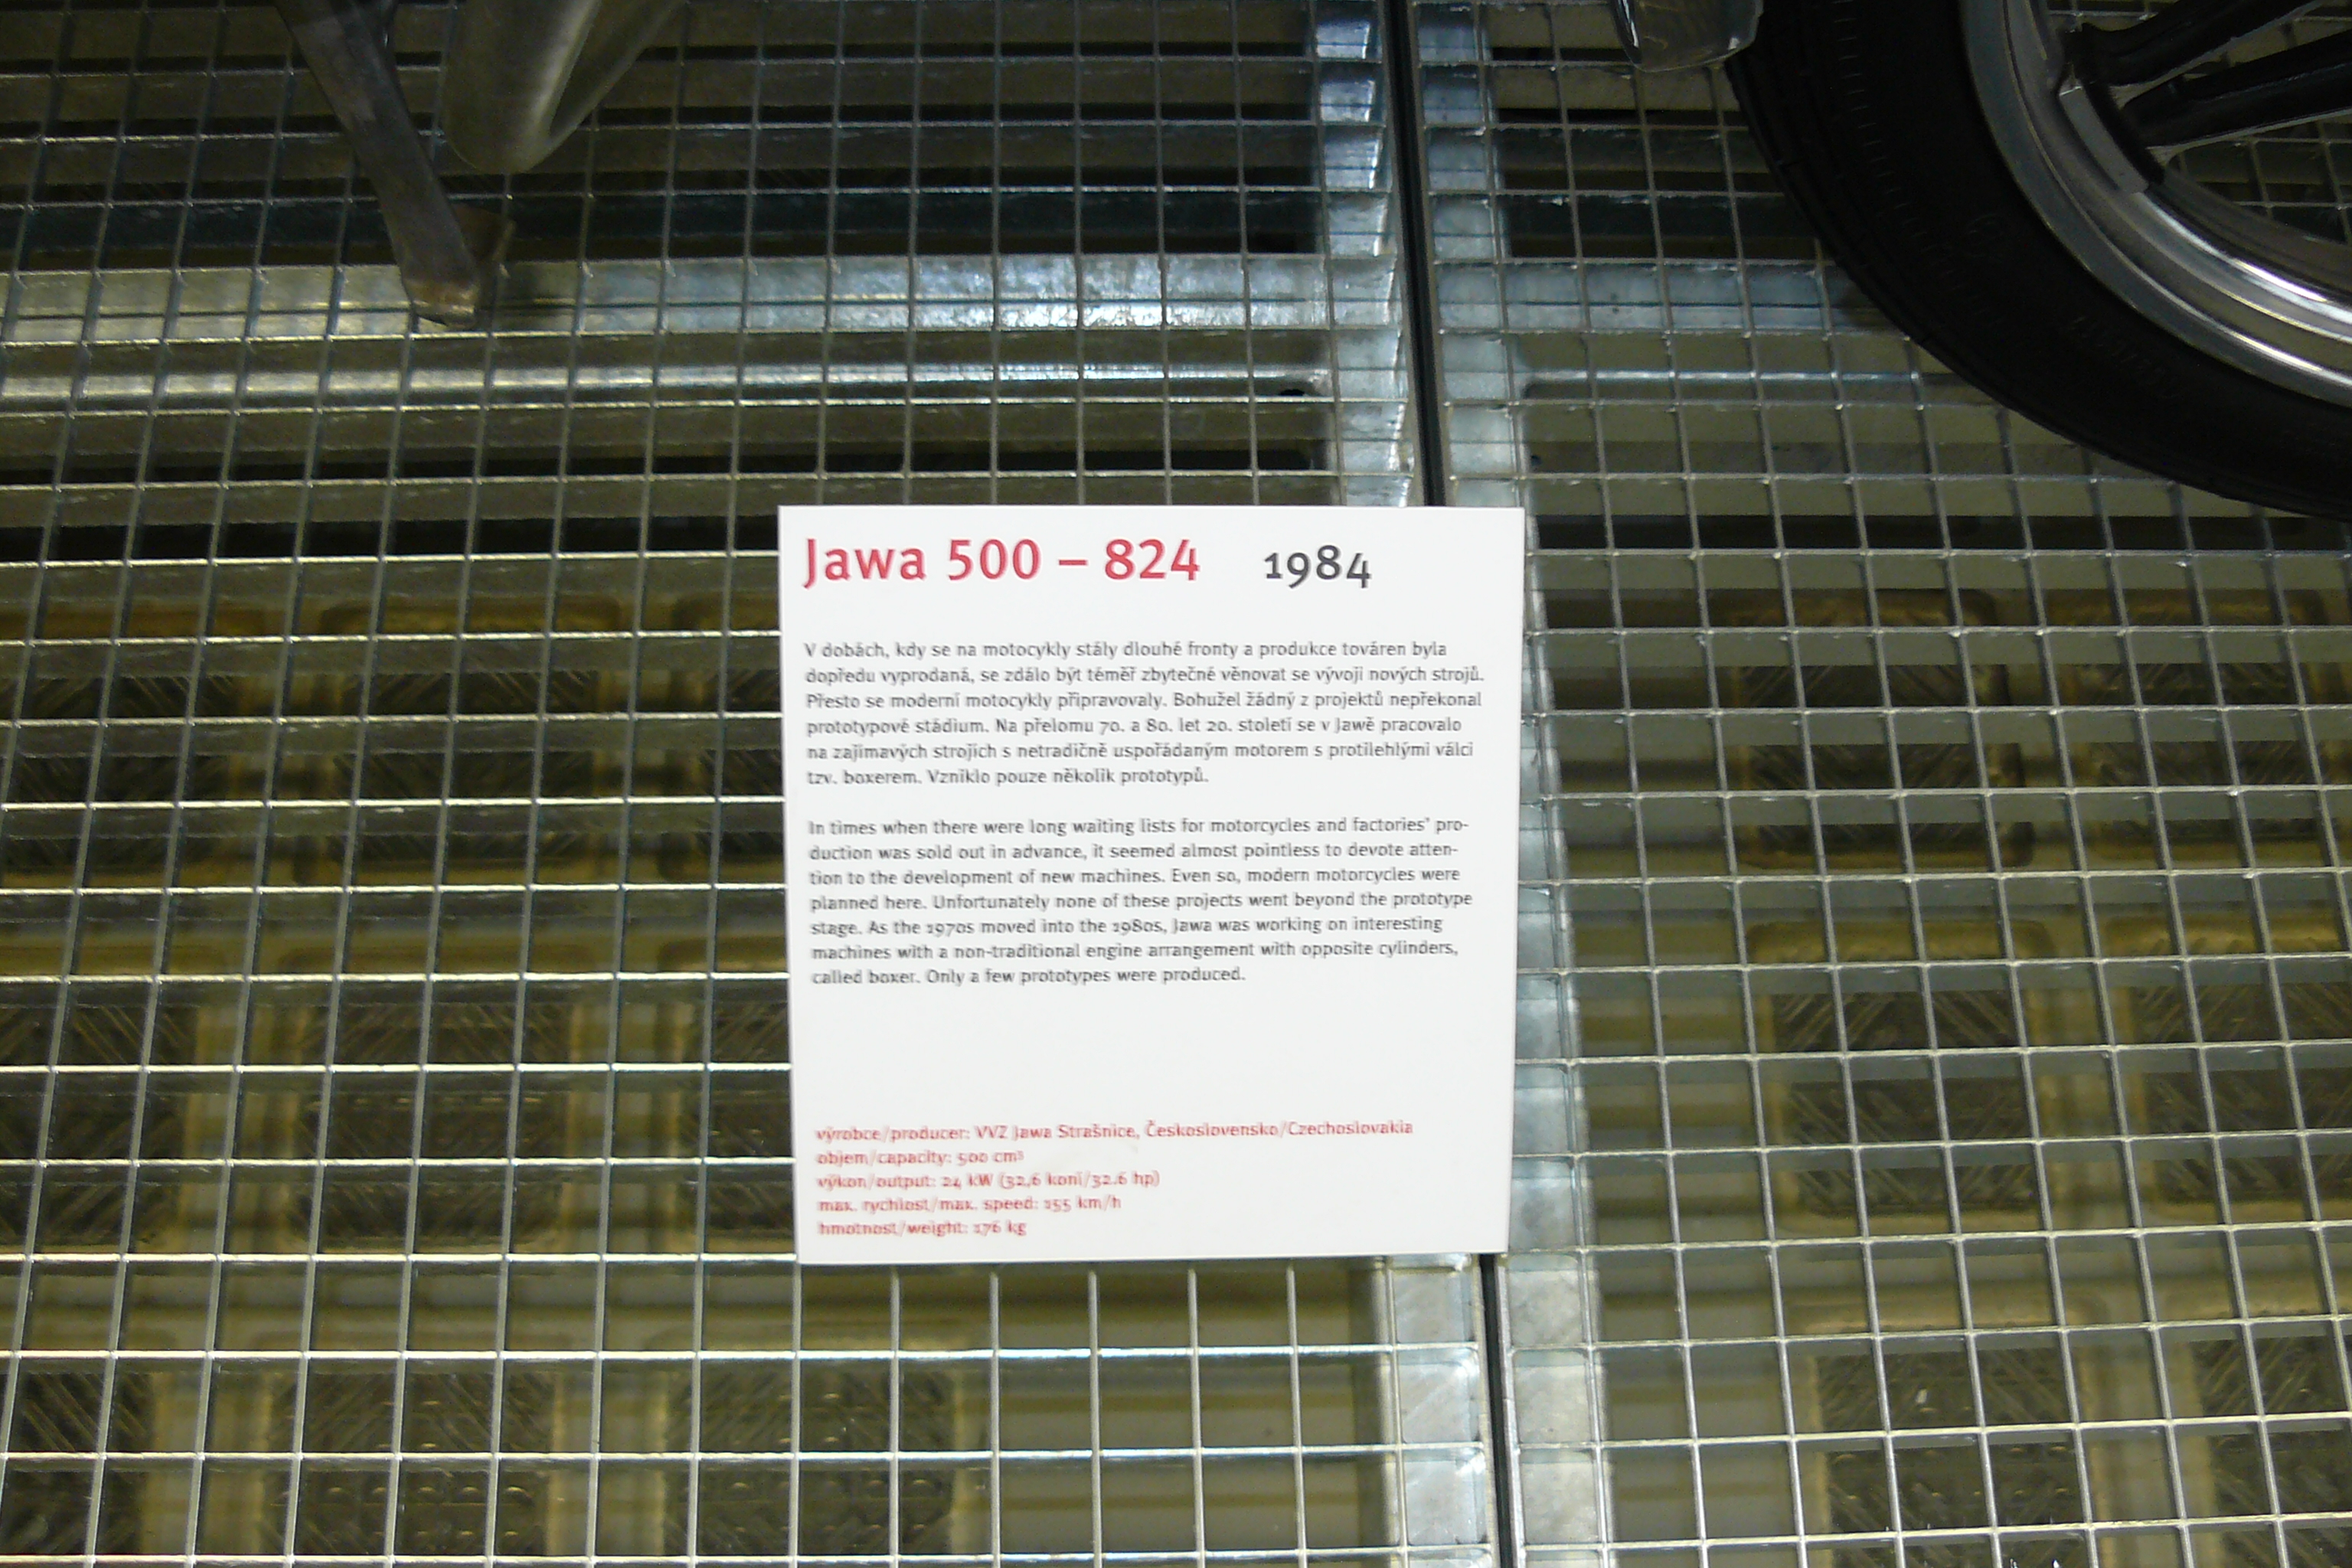 Jawa 500 – 824 1984
V dobách, kdy se na motocykly stály dlouhé fronty a produkce továren byla
dopředu vyprodaná, se zdálo být téměř zbytečné věnovat se vývoji nových strojů.
Přesto se moderní motocykly připravovaly. Bohužel žádný z projektů nepřekonal
prototypové stádium. Na přelomu 70. a 80. let 20. století se v Jawě pracovalo
na zajímavých strojích s netradičně uspořádaným motorem s protilehlými válci
tzv. boxerem. Vzniklo pouze několik prototypů.
In times when there were long waiting lists for motorcycles and factories' pro-
duction was sold out in advance, it seemed almost pointless to devote atten-
tion to the development of new machines. Even so, modern motorcycles were
planned here. Unfortunately none of these projects went beyond the prototype
stage. As the 1970s moved into the 1980s, Jawa was working on interesting
machines with a non-traditional engine arrangement with opposite cylinders,
called boxer. Only a few prototypes were produced.
výrobce/producer: VVZ Jawa Strašnice, Československo/Czechoslovakia
objem/capacity: 500 cm³
výkon/output: 24 kW (32,6 koní/32.6 hp)
max. rychlost/max. speed: 155 km/h
hmotnost/weight: 176 kg